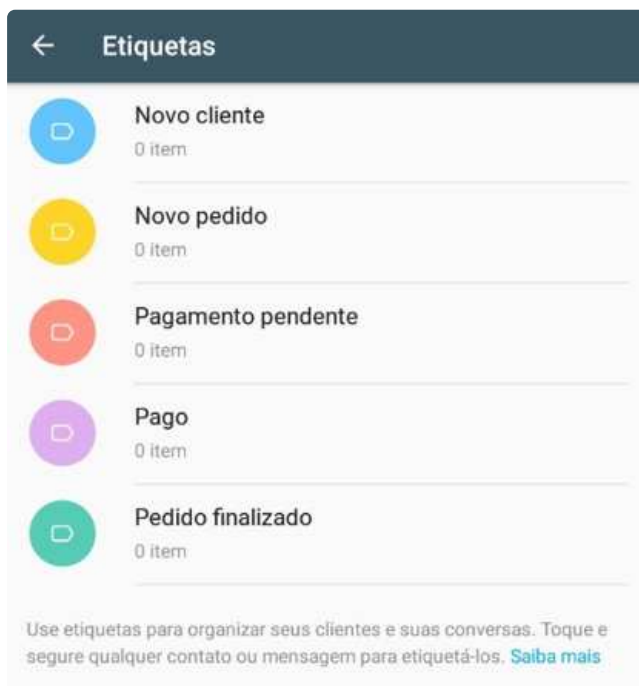 Etiquetas
Novo cliente
0 item
Novo pedido
0 item
Pagamento pendente
0 item
Pago
0 item
Pedido finalizado
0 item
Use etiquetas para organizar seus clientes e suas conversas. Toque e
segure qualquer contato ou mensagem para etiquetá-los. Saiba mais